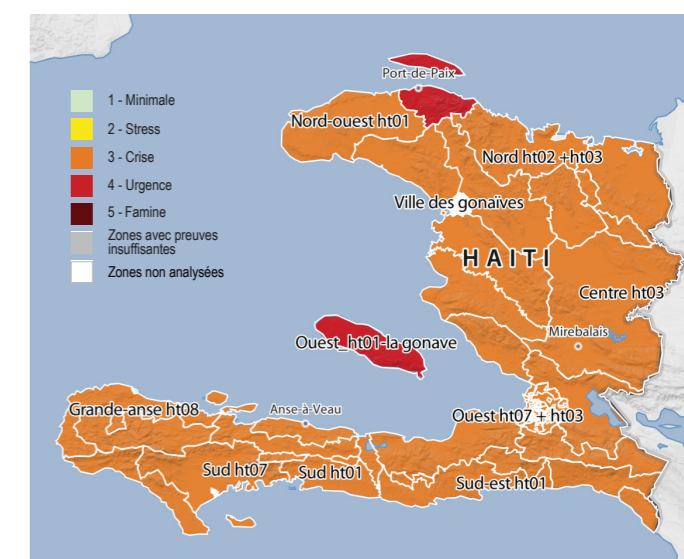 Port-de-Paix
1 - Minimale
2 - Stress
3 - Crise
4 - Urgence
5 - Famine
Zones avec preuves
insuffisantes
Zones non analysées
Nord-ouest ht01
Nord ht02 +ht03
Ville des gonaïves
HAITI
Centre ht03
Mirebalais
Ouest_ht01-la gonave
Grande-anse ht08
Anse-à-Veau
Ouest ht07 + ht03
Sud ht07
Sud ht01
Sud-est ht01